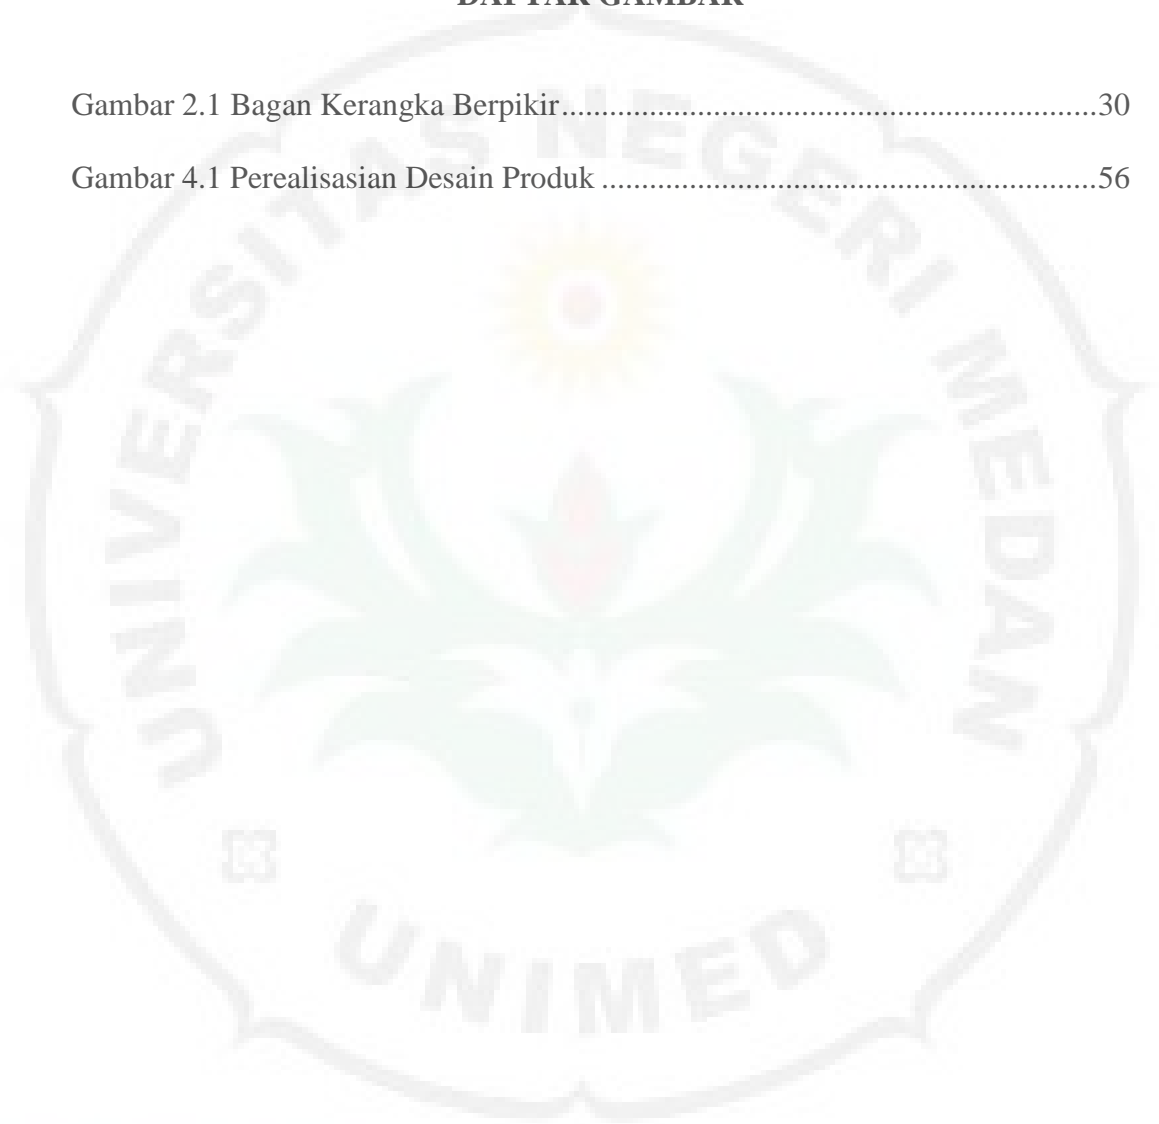 DAFTAR GAMBAR
Gambar 2.1 Bagan Kerangka Berpikir....................................................................30
Gambar 4.1 Perealisasian Desain Produk ...............................................................56
UNIVERSITAS NEGERI MEDAN
UNIMED